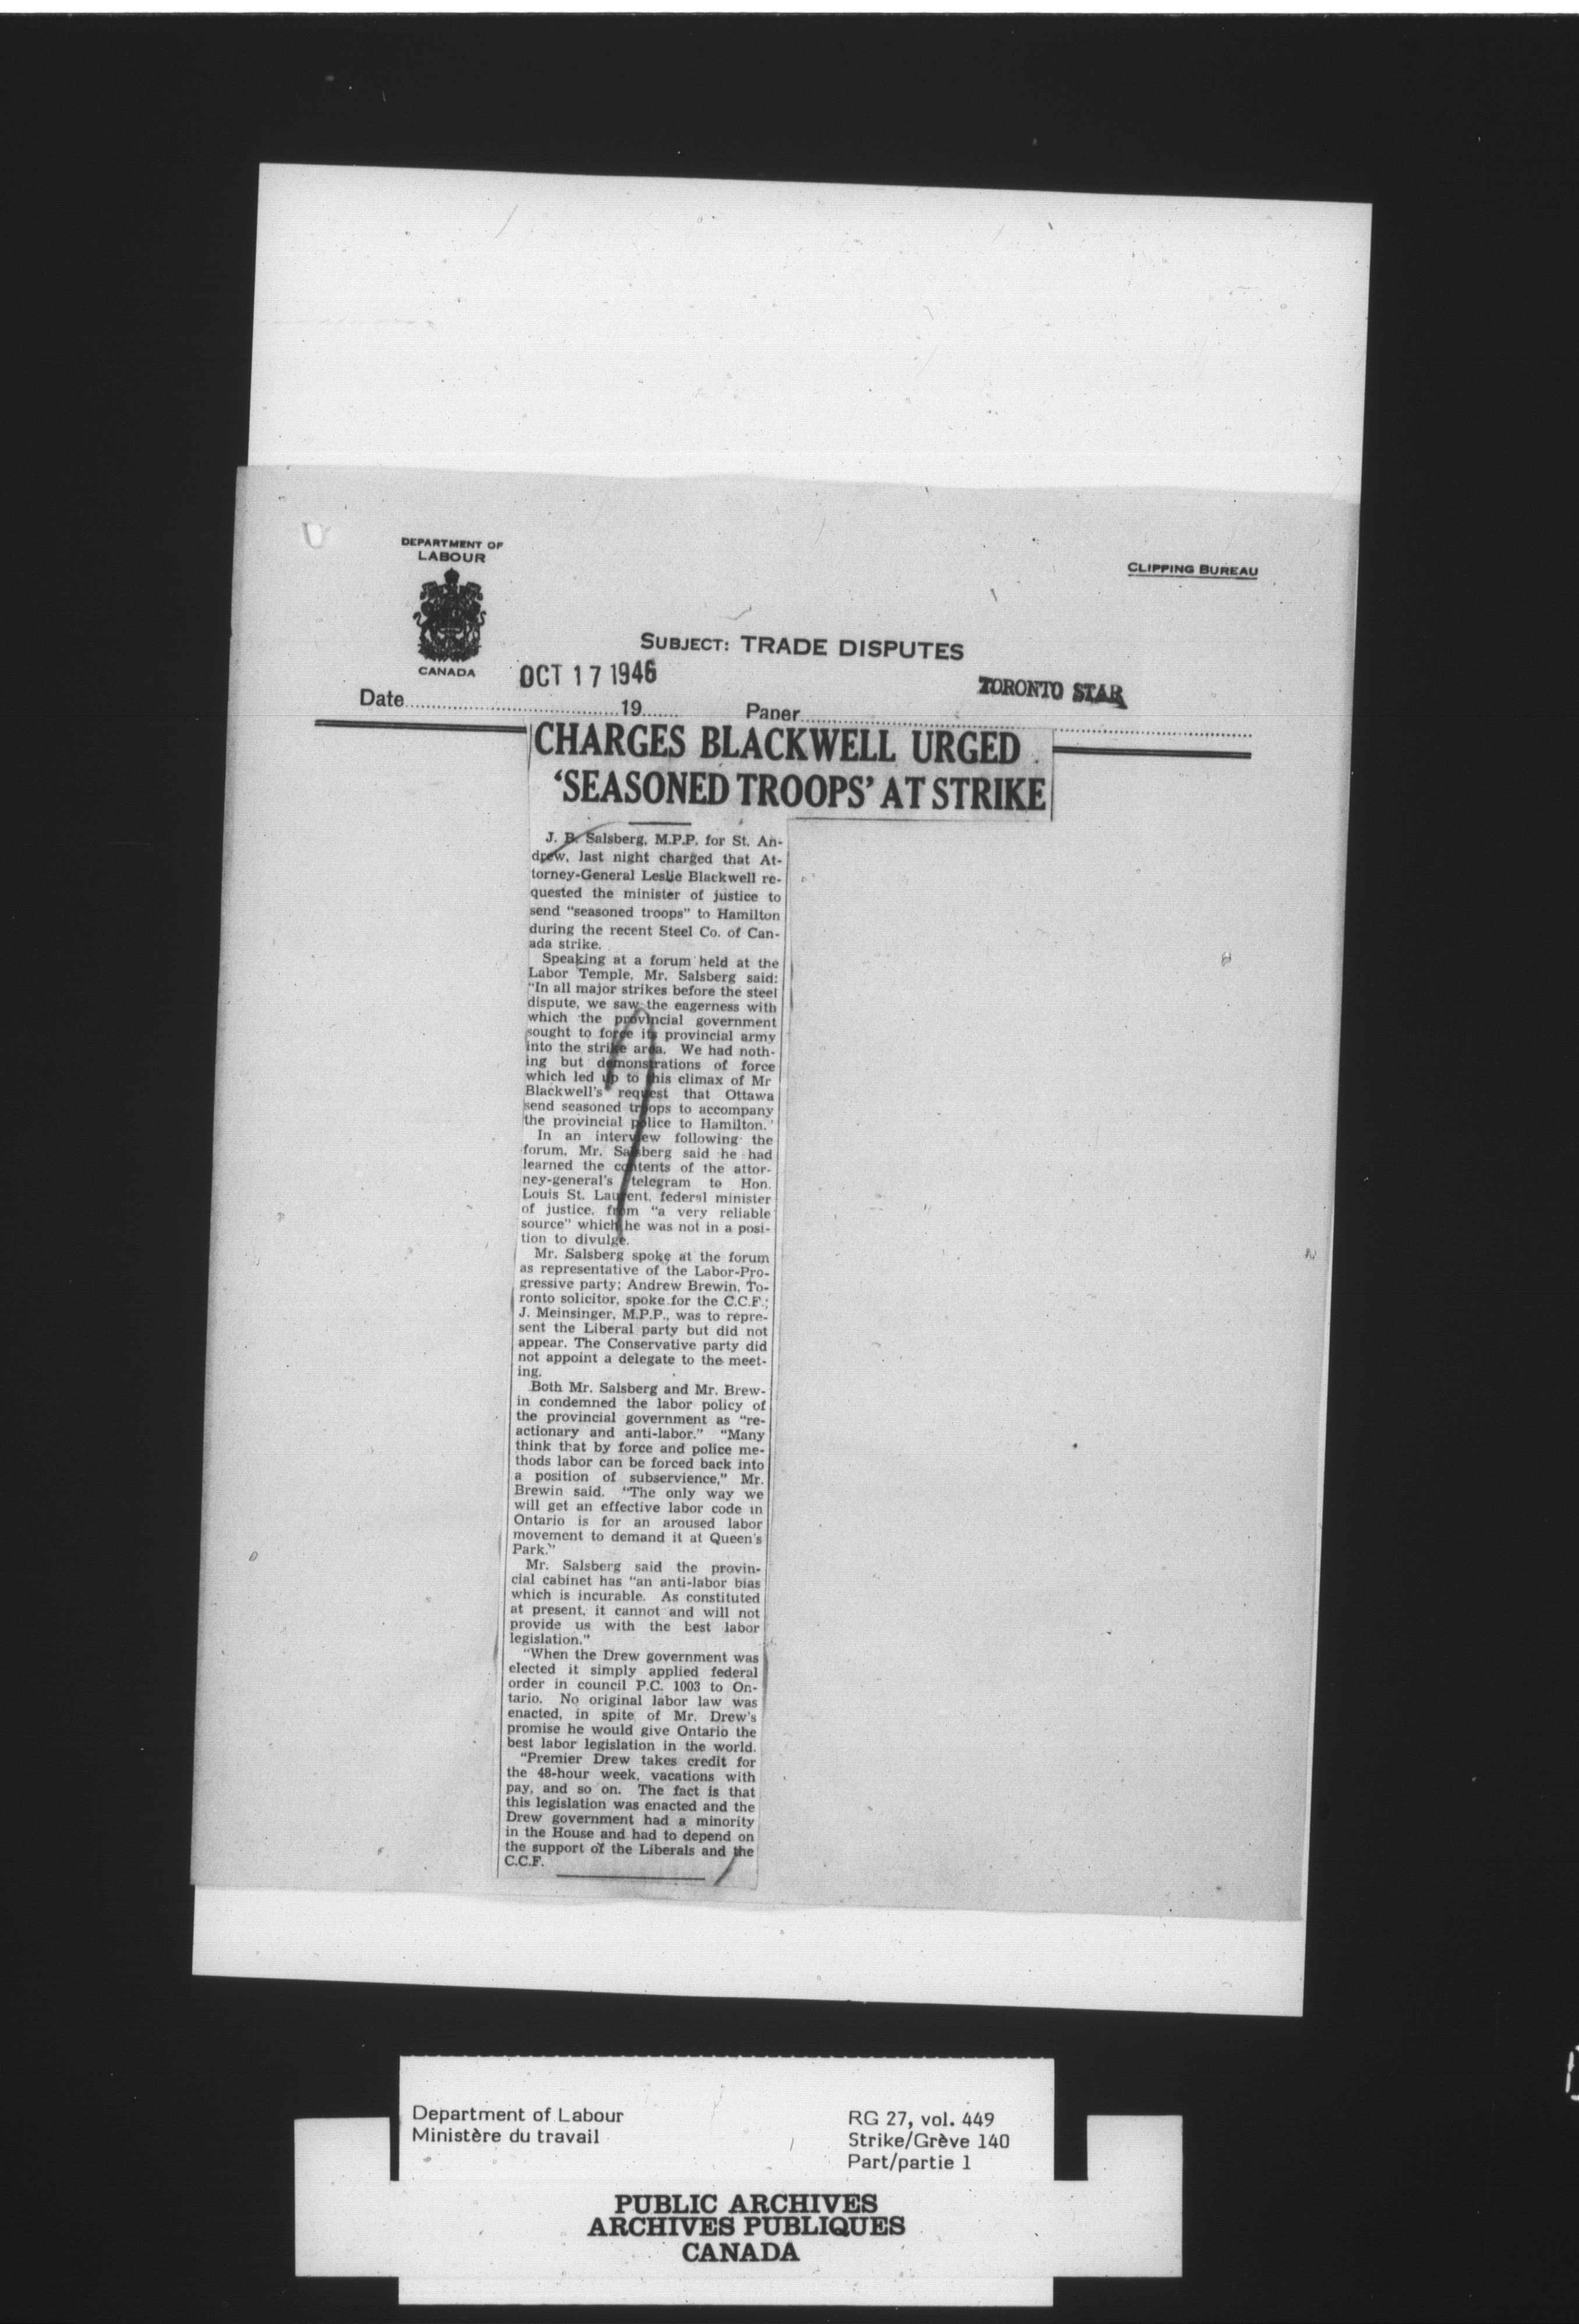 DEPARTMENT OF
LABOUR
CANADA
CLIPPING BUREAU
SUBJECT: TRADE DISPUTES
OCT 17 1946
TORONTO STAR
Date 19 Paper
CHARGES BLACKWELL URGED
'SEASONED TROOPS' AT STRIKE
J. B. Salsberg, M.P.P. for St. An-
drew, last night charged that At-
torney-General Leslie Blackwell re-
quested the minister of justice to
send "seasoned troops" to Hamilton
during the recent Steel Co. of Can-
ada strike.
Speaking at a forum held at the
Labor Temple, Mr. Salsberg said:
"In all major strikes before the steel
dispute, we saw the eagerness with
which the provincial government
sought to force its provincial army
into the strike area. We had noth-
ing but demonstrations of force
which led up to this climax of Mr
Blackwell's request that Ottawa
send seasoned troops to accompany
the provincial police to Hamilton.'
In an interview following the
forum, Mr. Salsberg said he had
learned the contents of the attor-
ney-general's telegram to Hon.
Louis St. Laurent, federal minister
of justice, from "a very reliable
source" which he was not in a posi-
tion to divulge.
Mr. Salsberg spoke at the forum
as representative of the Labor-Pro-
gressive party; Andrew Brewin, To-
ronto solicitor, spoke for the C.C.F.;
J. Meinsinger, M.P.P., was to repre-
sent the Liberal party but did not
appear. The Conservative party did
not appoint a delegate to the meet-
ing.
Both Mr. Salsberg and Mr. Brew-
in condemned the labor policy of
the provincial government as "re-
actionary and anti-labor." "Many
think that by force and police me-
thods labor can be forced back into
a position of subservience," Mr.
Brewin said. "The only way we
will get an effective labor code in
Ontario is for an aroused labor
movement to demand it at Queen's
Park."
Mr. Salsberg said the provin-
cial cabinet has "an anti-labor bias
which is incurable. As constituted
at present, it cannot and will not
provide us with the best labor
legislation."
"When the Drew government was
elected it simply applied federal
order in council P.C. 1003 to On-
tario. No original labor law was
enacted, in spite of Mr. Drew's
promise he would give Ontario the
best labor legislation in the world.
"Premier Drew takes credit for
the 48-hour week, vacations with
pay, and so on. The fact is that
this legislation was enacted and the
Drew government had a minority
in the House and had to depend on
the support of the Liberals and the
C.C.F.
Department of Labour
Ministère du travail
RG 27, vol. 449
Strike/Grève 140
Part/partie 1
PUBLIC ARCHIVES
ARCHIVES PUBLIQUES
CANADA